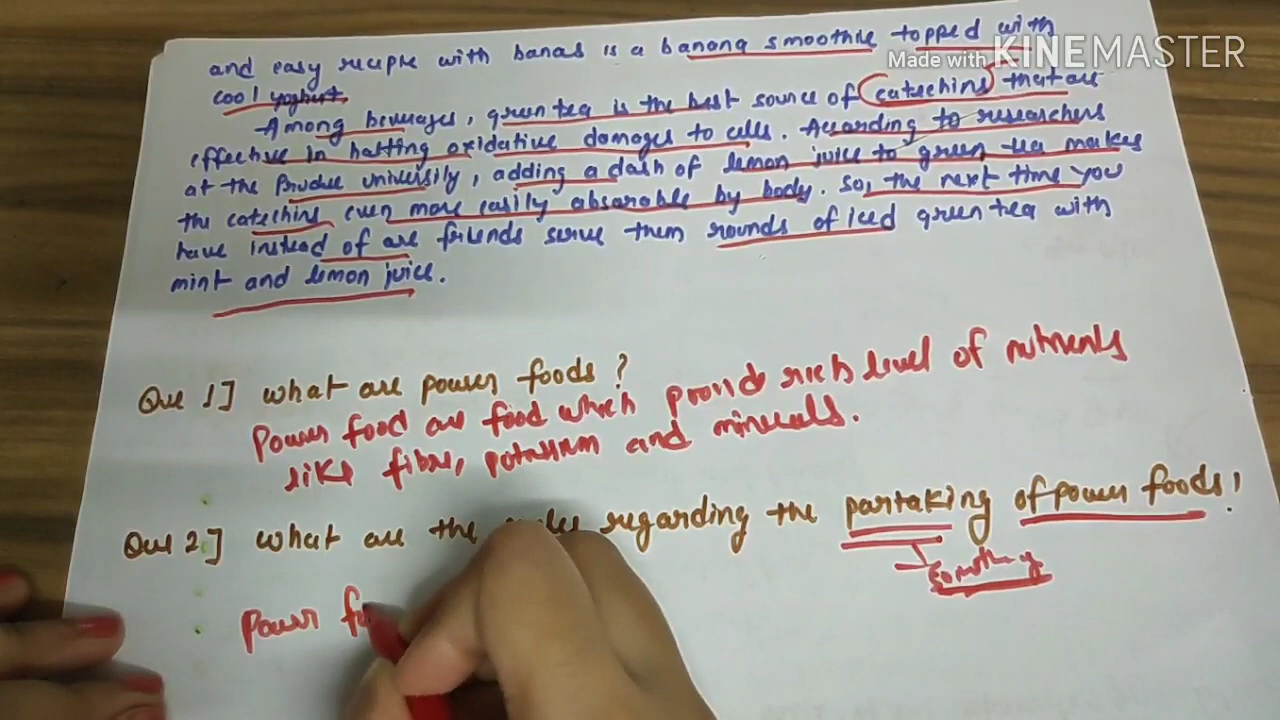 and easy recipe with banas is a banana smoothie topped with
Made with KINEMASTER
cool yoghurt.
Among beverages, green tea is the best source of catechins that are
effective in halting oxidative damages to cells. According to researchers
at the Prudue university, adding a dash of lemon juice to green tea makes
the catechins even more easily absorable by body. So, the next time you
have instead of are friends serve them rounds of iced green tea with
mint and lemon juice.
Que 1] What are power foods?
Power food are food which provid rich level of nutrients
like fibre, potassium and minerals.
Que 2] What are the regarding the partaking of power foods?
Something
Power